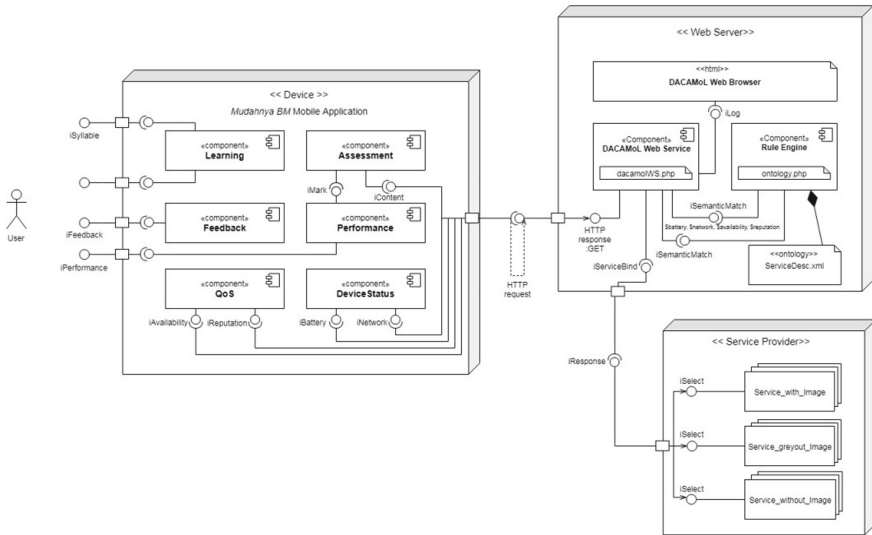 << Device >>
Mudahnya BM Mobile Application
iSyllable
«component»
Learning
«component»
Assessment
iMark
iContent
User
iFeedback
«component»
Feedback
«component»
Performance
iPerformance
«component»
QoS
«component»
DeviceStatus
iAvailability
iReputation
iBattery
iNetwork
HTTP
request
<< Web Server>>
<<html>>
DACAMoL Web Browser
iLog
«Component»
DACAMoL Web Service
dacamolWS.php
«Component»
Rule Engine
ontology.php
iSemanticMatch
$battery, $network, $availability, $reputation
HTTP
response
:GET
iSemanticMatch
iServiceBind
<<ontology>>
ServiceDesc.xml
iResponse
<< Service Provider>>
iSelect
Service_with_Image
iSelect
Service_greyout_Image
iSelect
Service_without_Image